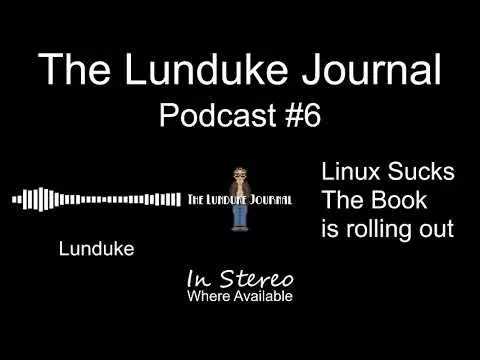 The Lunduke Journal
Podcast #6
Linux Sucks
The Book
is rolling out
THE LUNDUKE JOURNAL
Lunduke
In Stereo
Where Available